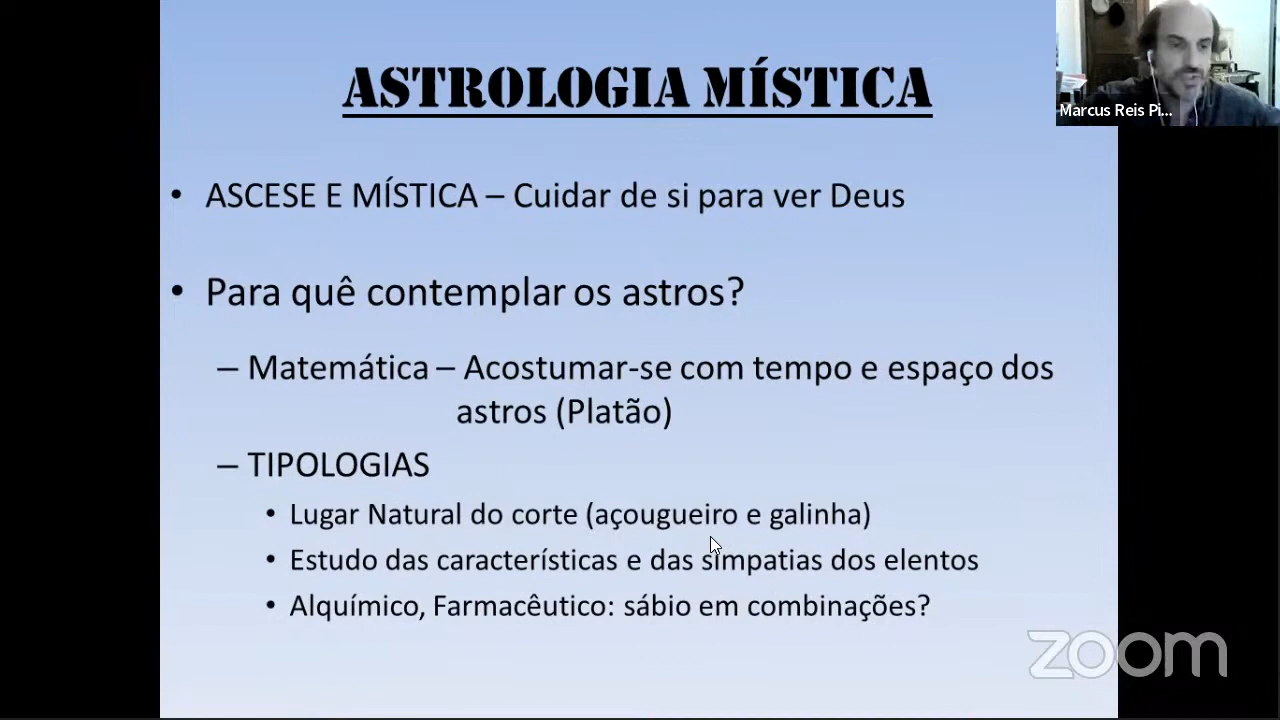 ASTROLOGIA MÍSTICA
Marcus Reis Pi...
• ASCESE E MÍSTICA – Cuidar de si para ver Deus
• Para quê contemplar os astros?
– Matemática – Acostumar-se com tempo e espaço dos
astros (Platão)
– TIPOLOGIAS
• Lugar Natural do corte (açougueiro e galinha)
• Estudo das características e das simpatias dos elentos
• Alquímico, Farmacêutico: sábio em combinações?
zoom